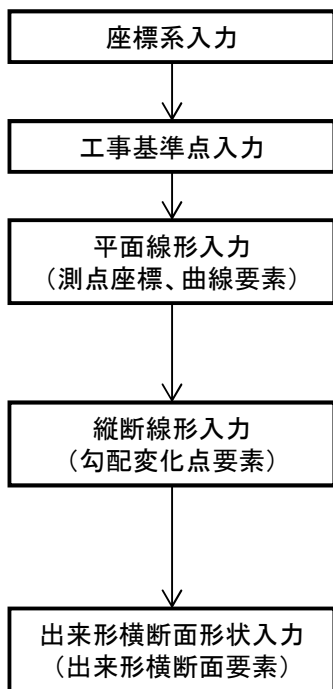 座標系入力
工事基準点入力
平面線形入力
（測点座標、曲線要素）
縦断線形入力
（勾配変化点要素）
出来形横断面形状入力
（出来形横断面要素）